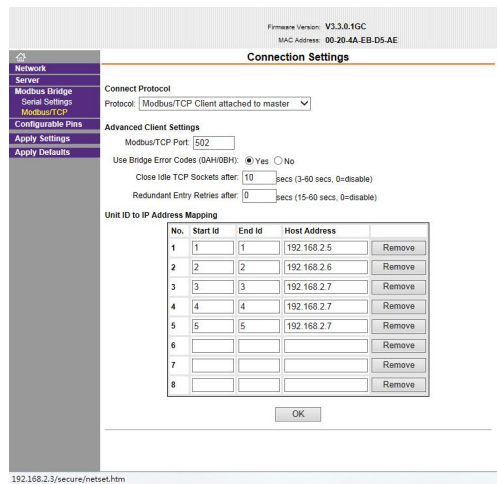 Firmware Version: V3.3.0.1GC
MAC Address: 00-20-4A-EB-D5-AE
Connection Settings
Network
Server
Modbus Bridge
Serial Settings
Modbus/TCP
Configurable Pins
Apply Settings
Apply Defaults
Connect Protocol
Protocol: Modbus/TCP Client attached to master
Advanced Client Settings
Modbus/TCP Port: 502
Use Bridge Error Codes (0AH/0BH): Yes No
Close Idle TCP Sockets after: 10 secs (3-60 secs, 0=disable)
Redundant Entry Retries after: 0 secs (15-60 secs, 0=disable)
Unit ID to IP Address Mapping
No. Start Id End Id Host Address
1 1 1 192.168.2.5 Remove
2 2 2 192.168.2.6 Remove
3 3 3 192.168.2.7 Remove
4 4 4 192.168.2.7 Remove
5 5 5 192.168.2.7 Remove
6 Remove
7 Remove
8 Remove
OK
192.168.2.3/secure/netset.htm